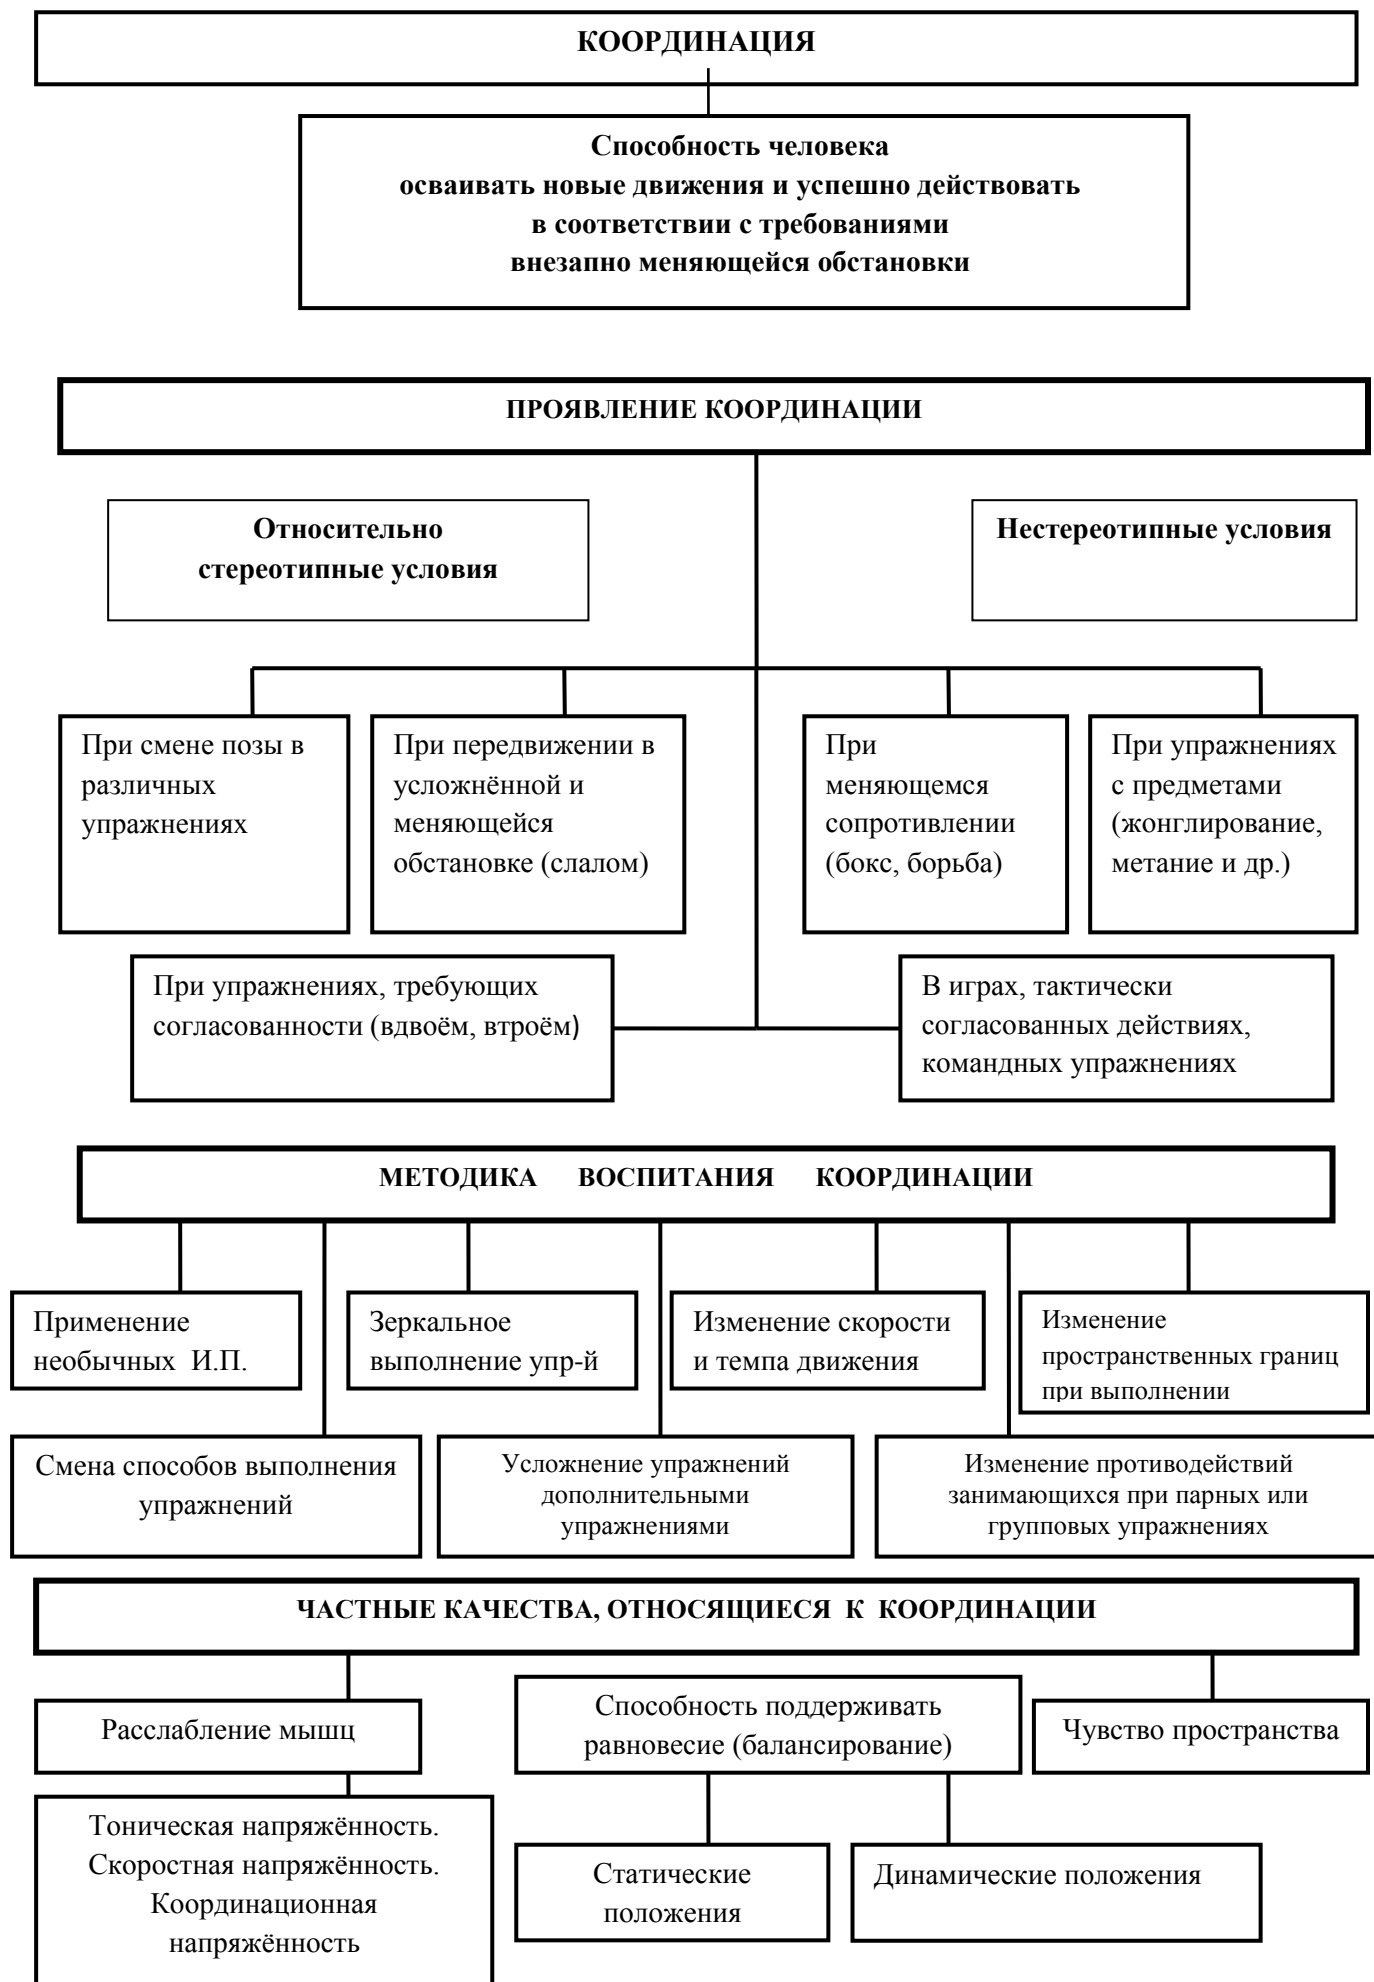 КООРДИНАЦИЯ
Способность человека
осваивать новые движения и успешно действовать
в соответствии с требованиями
внезапно меняющейся обстановки
ПРОЯВЛЕНИЕ КООРДИНАЦИИ
Относительно
стереотипные условия
Нестереотипные условия
При смене позы в
различных
упражнениях
При передвижении в
усложнённой и
меняющейся
обстановке (слалом)
При
меняющемся
сопротивлении
(бокс, борьба)
При упражнениях
с предметами
(жонглирование,
метание и др.)
При упражнениях, требующих
согласованности (вдвоём, втроём)
В играх, тактически
согласованных действиях,
командных упражнениях
МЕТОДИКА ВОСПИТАНИЯ КООРДИНАЦИИ
Применение
необычных И.П.
Зеркальное
выполнение упр-й
Изменение скорости
и темпа движения
Изменение
пространственных границ
при выполнении
Смена способов выполнения
упражнений
Усложнение упражнений
дополнительными
упражнениями
Изменение противодействий
занимающихся при парных или
групповых упражнениях
ЧАСТНЫЕ КАЧЕСТВА, ОТНОСЯЩИЕСЯ К КООРДИНАЦИИ
Расслабление мышц
Способность поддерживать
равновесие (балансирование)
Чувство пространства
Тоническая напряжённость.
Скоростная напряжённость.
Координационная
напряжённость
Статические
положения
Динамические положения